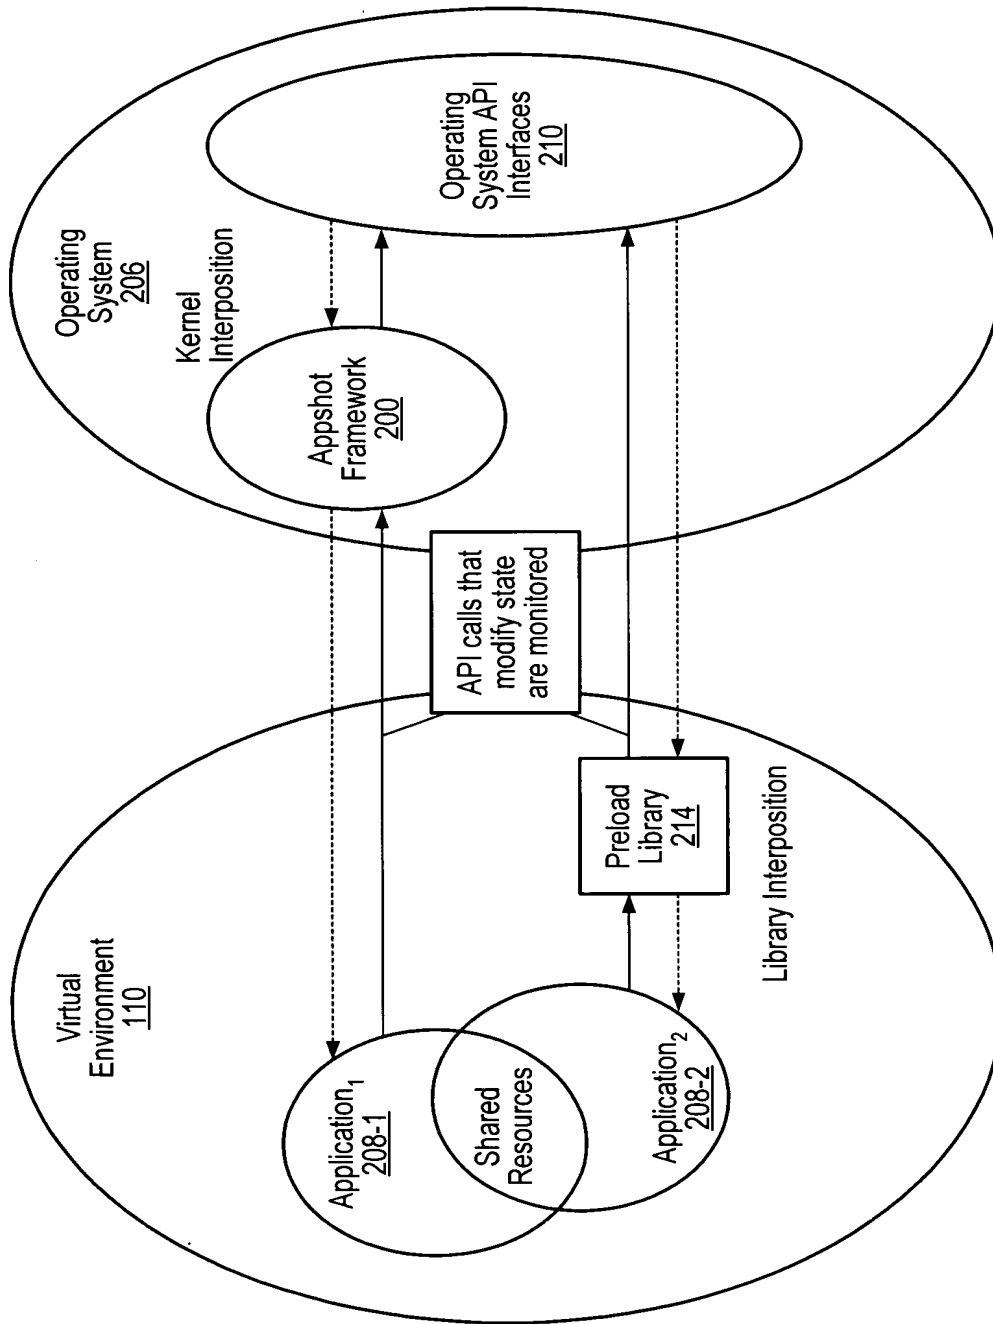 Virtual
Environment
110
Application1
208-1
Shared
Resources
Application2
208-2
Preload
Library
214
Library Interposition
API calls that
modify state
are monitored
Operating
System
206
Kernel
Interposition
Appshot
Framework
200
Operating
System API
Interfaces
210